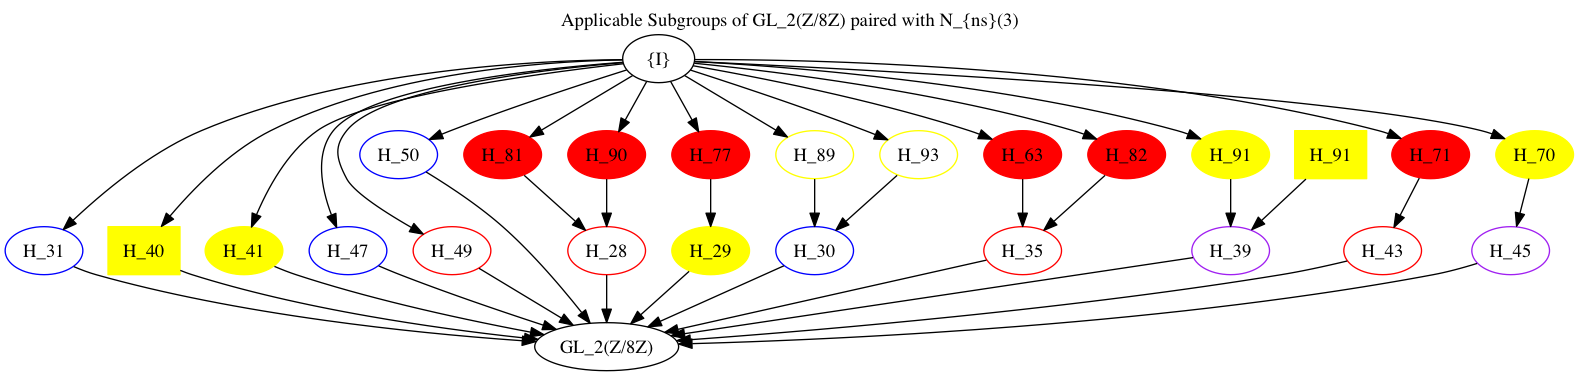 Applicable Subgroups of GL_2(Z/8Z) paired with N_{ns}(3)
{I}
H_50 H_81 H_90 H_77 H_89 H_93 H_63 H_82 H_91 H_91 H_71 H_70
H_31 H_40 H_41 H_47 H_49 H_28 H_29 H_30 H_35 H_39 H_43 H_45
GL_2(Z/8Z)